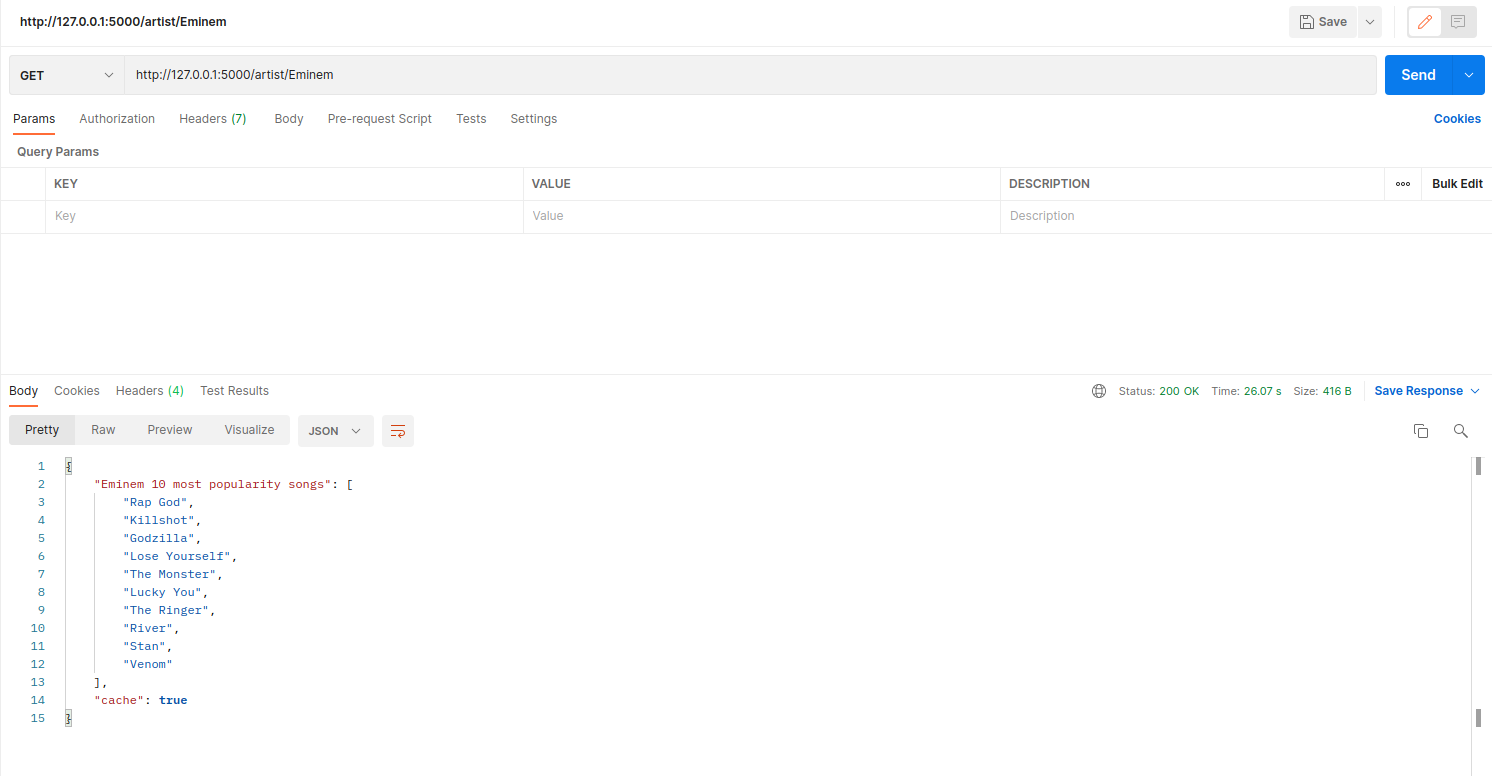 http://127.0.0.1:5000/artist/Eminem Save
GET http://127.0.0.1:5000/artist/Eminem Send
Params Authorization Headers (7) Body Pre-request Script Tests Settings Cookies
Query Params
KEY VALUE DESCRIPTION ooo Bulk Edit
Key Value Description
Body Cookies Headers (4) Test Results Status: 200 OK Time: 26.07 s Size: 416 B Save Response
Pretty Raw Preview Visualize JSON
1 {
2 "Eminem 10 most popularity songs": [
3 "Rap God",
4 "Killshot",
5 "Godzilla",
6 "Lose Yourself",
7 "The Monster",
8 "Lucky You",
9 "The Ringer",
10 "River",
11 "Stan",
12 "Venom"
13 ],
14 "cache": true
15 }